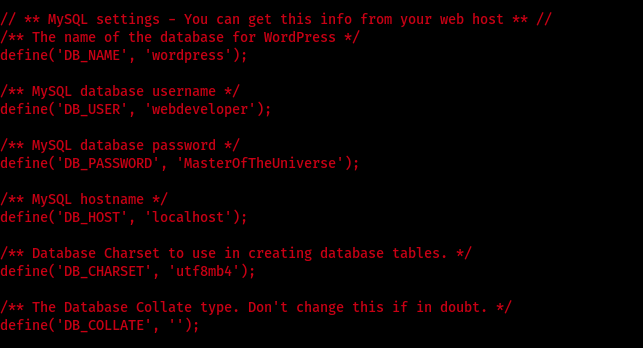 // ** MySQL settings - You can get this info from your web host ** //
/** The name of the database for WordPress */
define('DB_NAME', 'wordpress');
/** MySQL database username */
define('DB_USER', 'webdeveloper');
/** MySQL database password */
define('DB_PASSWORD', 'MasterOfTheUniverse');
/** MySQL hostname */
define('DB_HOST', 'localhost');
/** Database Charset to use in creating database tables. */
define('DB_CHARSET', 'utf8mb4');
/** The Database Collate type. Don't change this if in doubt. */
define('DB_COLLATE', '');